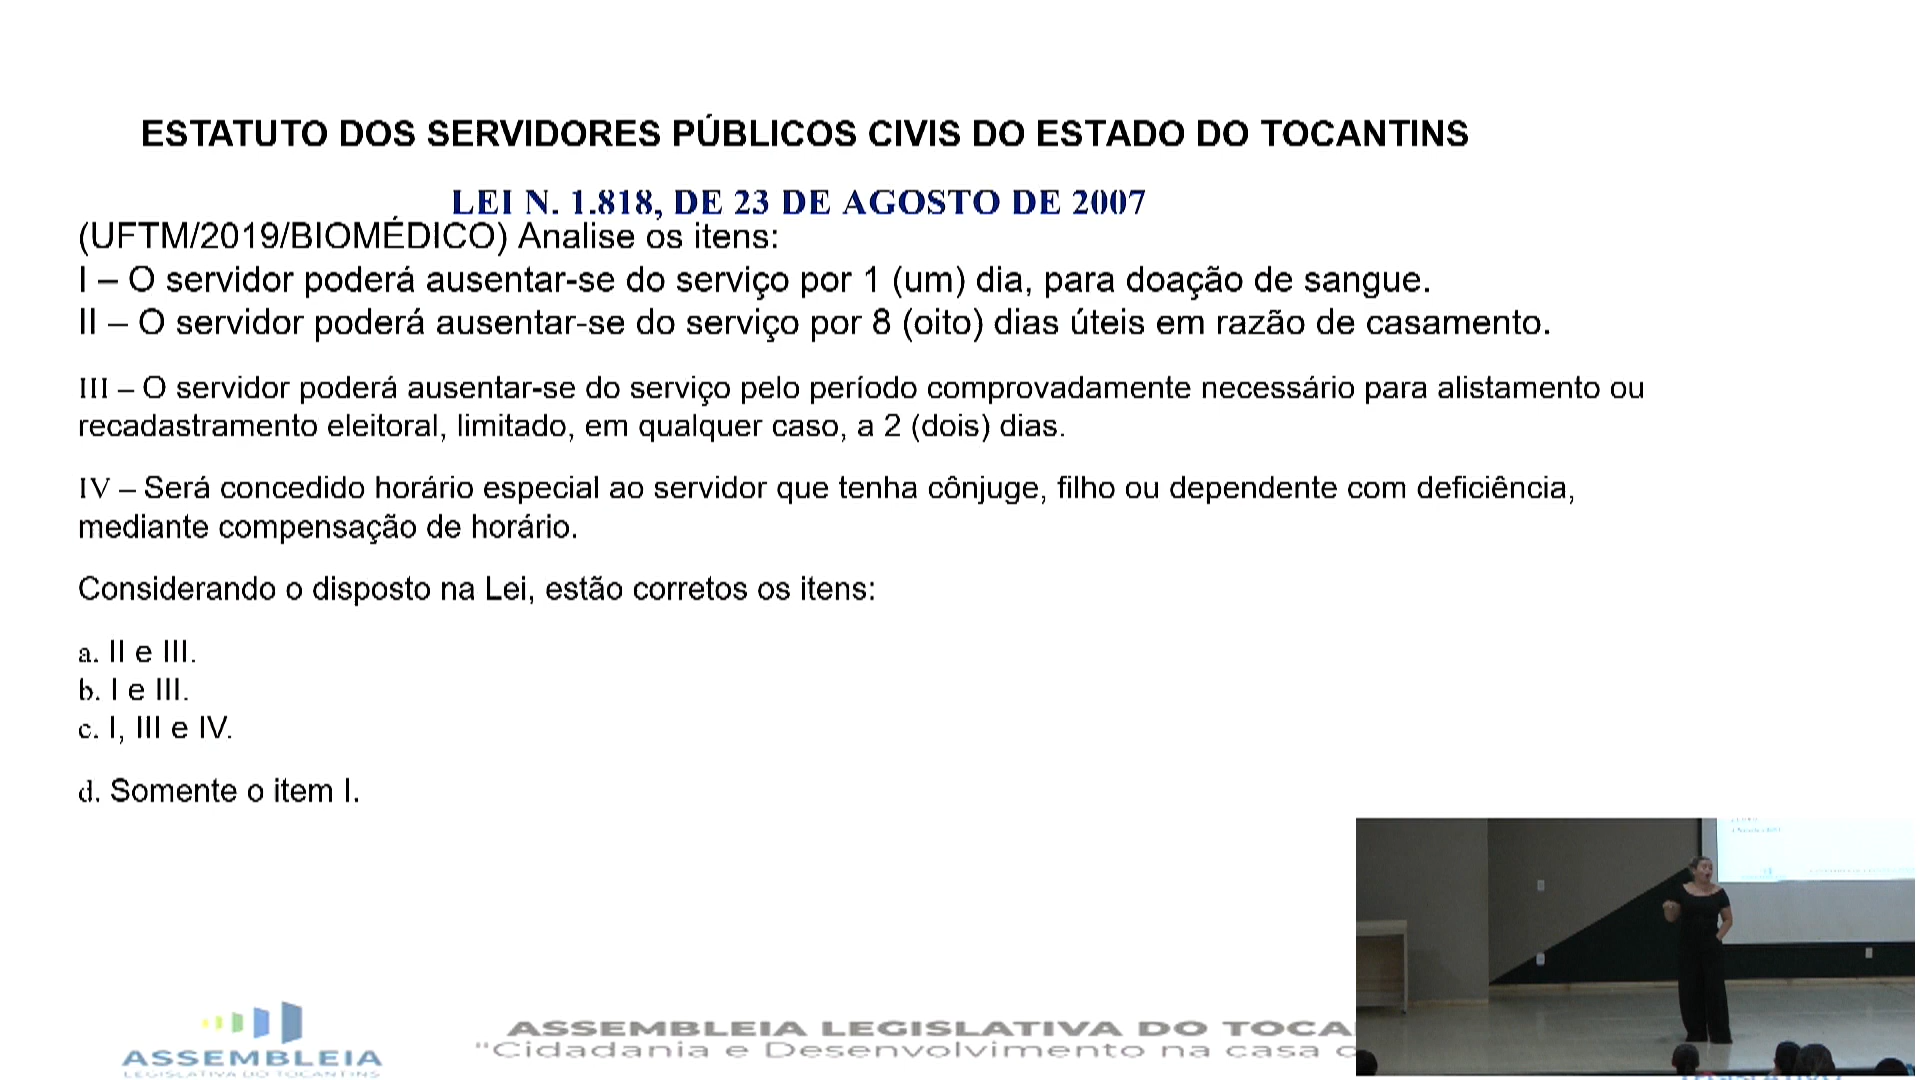 ESTATUTO DOS SERVIDORES PÚBLICOS CIVIS DO ESTADO DO TOCANTINS
LEI N. 1.818, DE 23 DE AGOSTO DE 2007
(UFTM/2019/BIOMÉDICO) Analise os itens:
I – O servidor poderá ausentar-se do serviço por 1 (um) dia, para doação de sangue.
II – O servidor poderá ausentar-se do serviço por 8 (oito) dias úteis em razão de casamento.
III – O servidor poderá ausentar-se do serviço pelo período comprovadamente necessário para alistamento ou
recadastramento eleitoral, limitado, em qualquer caso, a 2 (dois) dias.
IV – Será concedido horário especial ao servidor que tenha cônjuge, filho ou dependente com deficiência,
mediante compensação de horário.
Considerando o disposto na Lei, estão corretos os itens:
a. II e III.
b. I e III.
c. I, III e IV.
d. Somente o item I.
ASSEMBLEIA
LEGISLATIVA DO TOCANTINS
ASSEMBLEIA LEGISLATIVA DO TOCA
"Cidadania e Desenvolvimento na casa